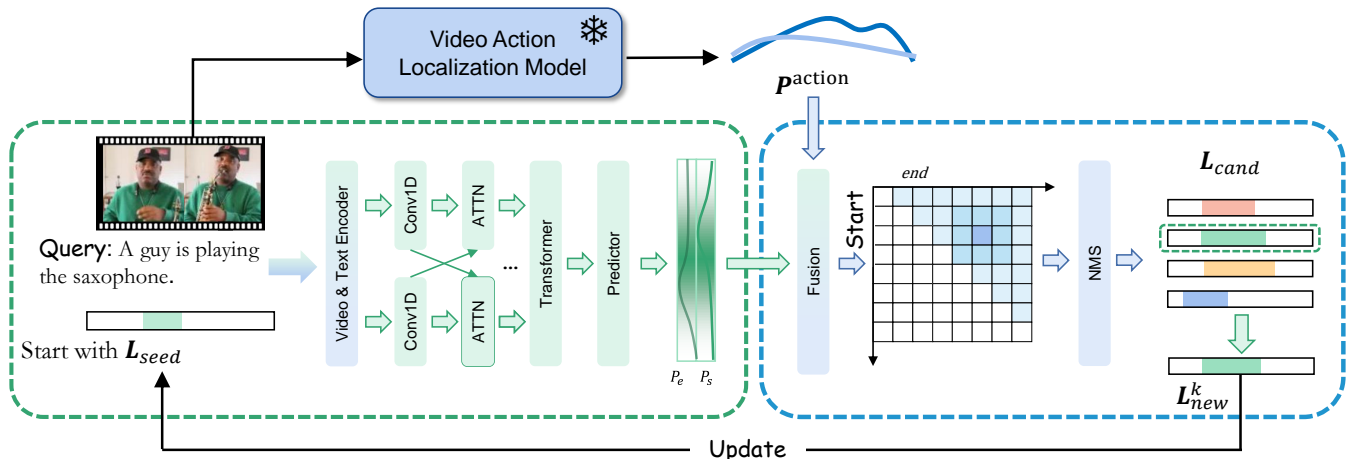 Video Action
Localization Model
P^action
Query: A guy is playing
the saxophone.
Start with L_seed
Video & Text Encoder
Conv1D
ATTN
Conv1D
ATTN
...
Transformer
Predictor
P_e P_s
Fusion
Start
end
NMS
L_cand
L^k_new
Update